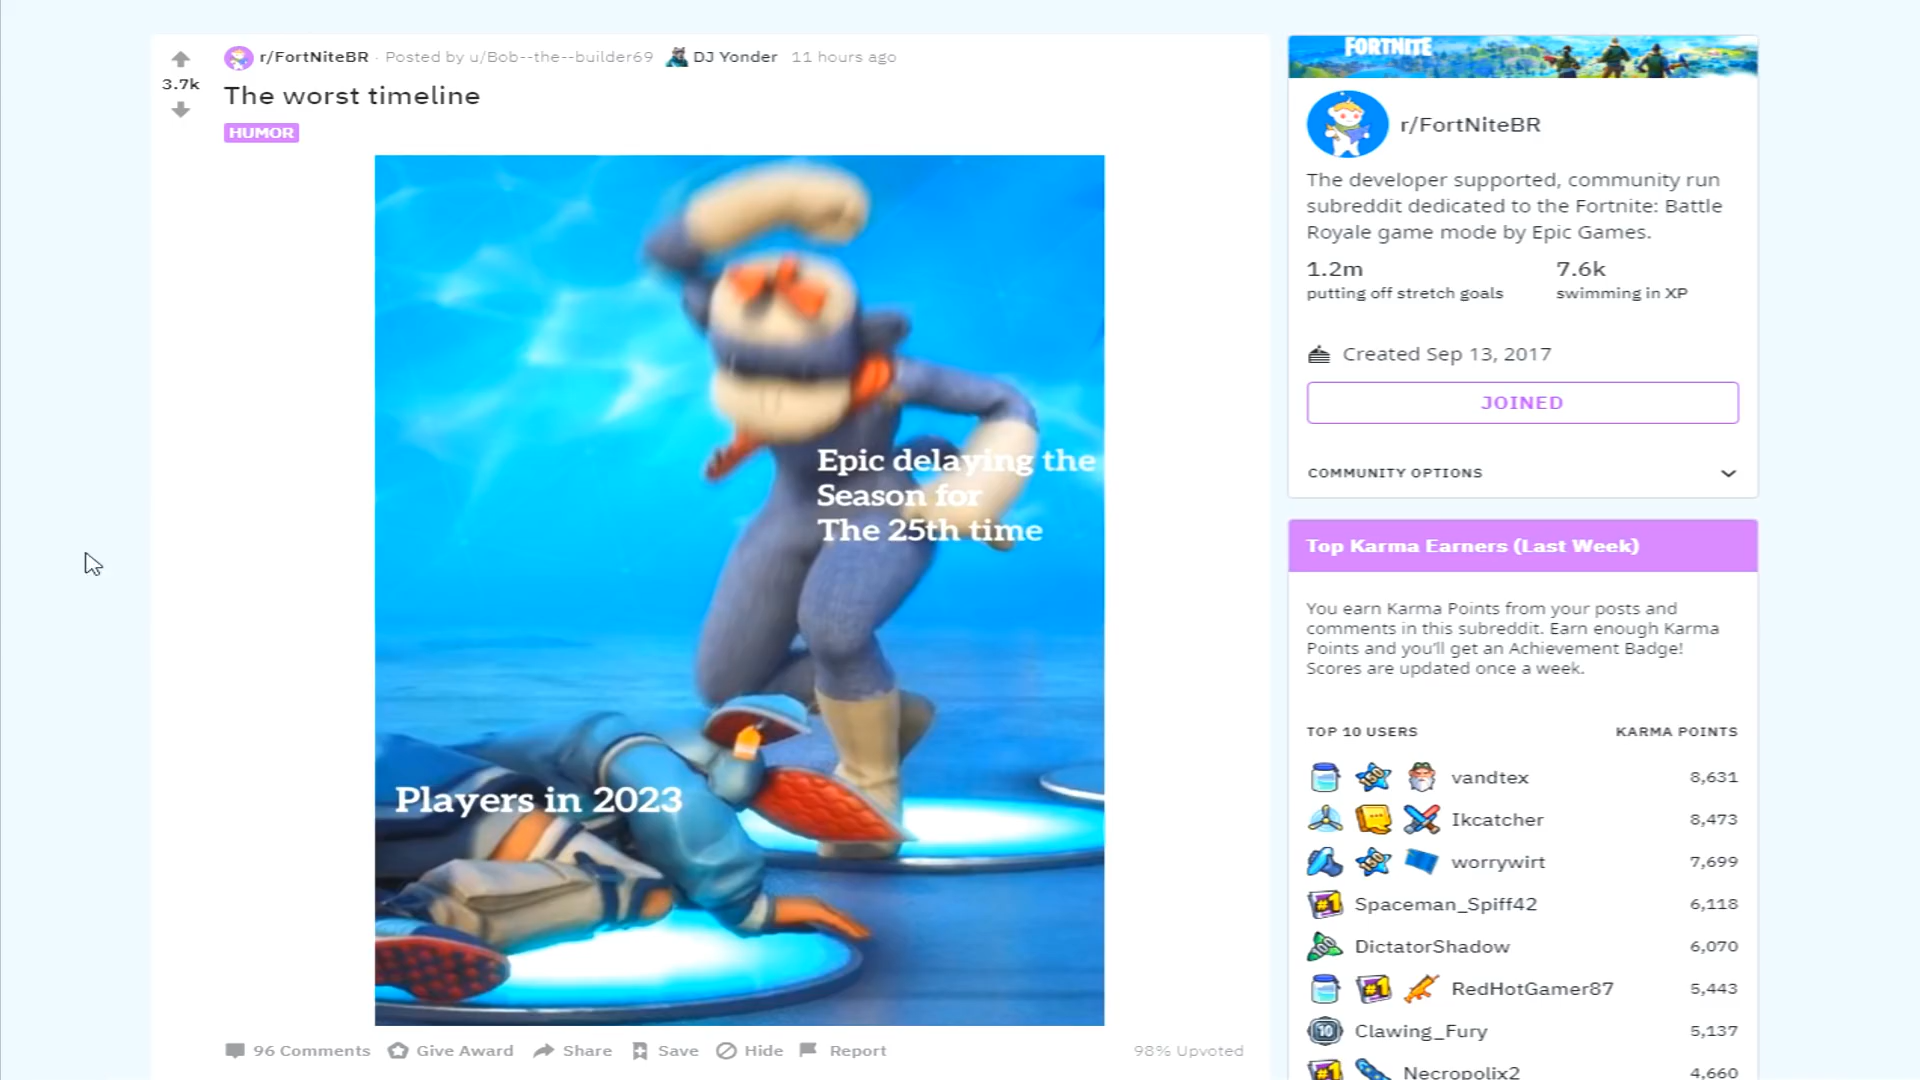 r/FortNiteBR · Posted by u/Bob--the--builder69 DJ Yonder 11 hours ago
3.7k
The worst timeline
HUMOR
Epic delaying the
Season for
The 25th time
Players in 2023
96 Comments Give Award Share Save Hide Report 98% Upvoted
FORTNITE
r/FortNiteBR
The developer supported, community run
subreddit dedicated to the Fortnite: Battle
Royale game mode by Epic Games.
1.2m 7.6k
putting off stretch goals swimming in XP
Created Sep 13, 2017
JOINED
COMMUNITY OPTIONS
Top Karma Earners (Last Week)
You earn Karma Points from your posts and
comments in this subreddit. Earn enough Karma
Points and you'll get an Achievement Badge!
Scores are updated once a week.
TOP 10 USERS KARMA POINTS
150 vandtex 8,631
Ikcatcher 8,473
150 worrywirt 7,699
#1 Spaceman_Spiff42 6,118
100 DictatorShadow 6,070
#1 RedHotGamer87 5,443
10 Clawing_Fury 5,137
#1 Necropolix2 4,660